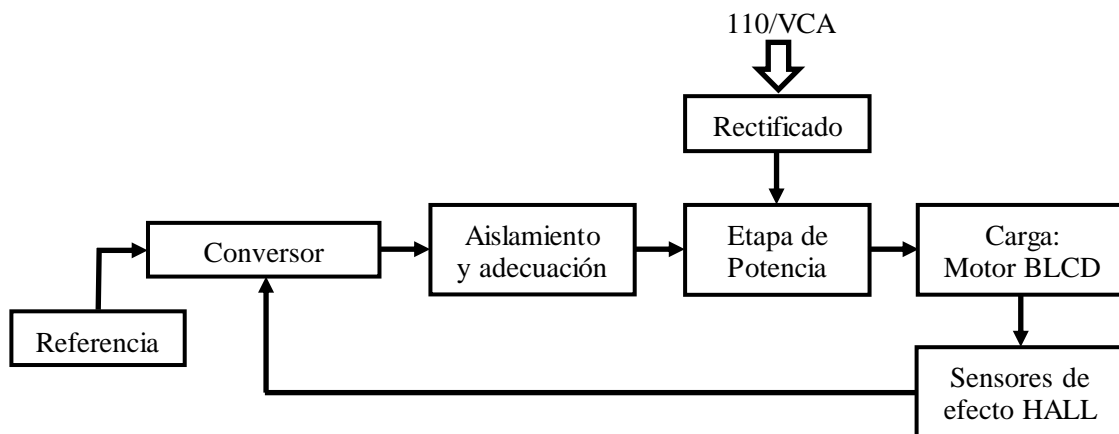 110/VCA
Rectificado
Conversor
Aislamiento
y adecuación
Etapa de
Potencia
Carga:
Motor BLCD
Referencia
Sensores de
efecto HALL